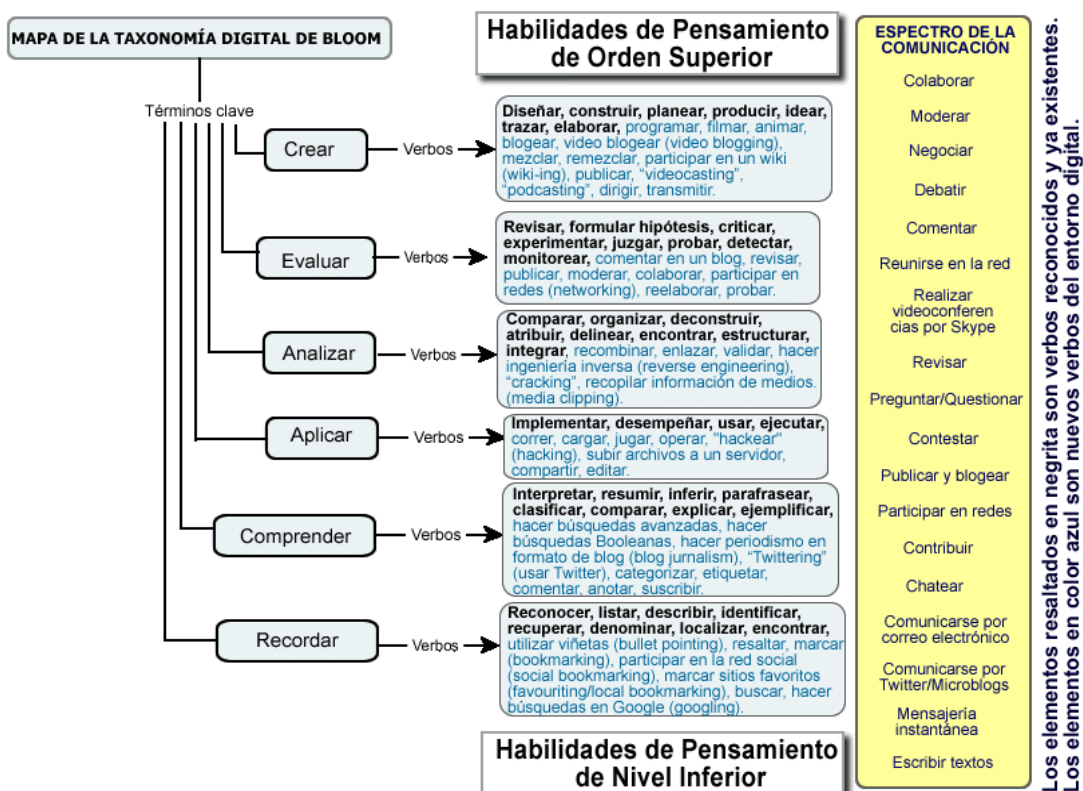 MAPA DE LA TAXONOMÍA DIGITAL DE BLOOM
Términos clave
Habilidades de Pensamiento
de Orden Superior
Crear
Verbos
Diseñar, construir, planear, producir, idear,
trazar, elaborar, programar, filmar, animar,
blogear, video blogear (video blogging),
mezclar, remezclar, participar en un wiki
(wiki-ing), publicar, “videocasting”,
“podcasting”, dirigir, transmitir.
Evaluar
Verbos
Revisar, formular hipótesis, criticar,
experimentar, juzgar, probar, detectar,
monitorear, comentar en un blog, revisar,
publicar, moderar, colaborar, participar en
redes (networking), reelaborar, probar.
Analizar
Verbos
Comparar, organizar, deconstruir,
atribuir, delinear, encontrar, estructurar,
integrar, recombinar, enlazar, validar, hacer
ingeniería inversa (reverse engineering),
“cracking”, recopilar información de medios.
(media clipping).
Aplicar
Verbos
Implementar, desempeñar, usar, ejecutar,
correr, cargar, jugar, operar, "hackear"
(hacking), subir archivos a un servidor,
compartir, editar.
Comprender
Verbos
Interpretar, resumir, inferir, parafrasear,
clasificar, comparar, explicar, ejemplificar,
hacer búsquedas avanzadas, hacer
búsquedas Booleanas, hacer periodismo en
formato de blog (blog jurnalism), “Twittering”
(usar Twitter), categorizar, etiquetar,
comentar, anotar, suscribir.
Recordar
Verbos
Reconocer, listar, describir, identificar,
recuperar, denominar, localizar, encontrar,
utilizar viñetas (bullet pointing), resaltar, marcar
(bookmarking), participar en la red social
(social bookmarking), marcar sitios favoritos
(favouriting/local bookmarking), buscar, hacer
búsquedas en Google (googling).
Habilidades de Pensamiento
de Nivel Inferior
ESPECTRO DE LA
COMUNICACIÓN
Colaborar
Moderar
Negociar
Debatir
Comentar
Reunirse en la red
Realizar
videoconferen
cias por Skype
Revisar
Preguntar/Questionar
Contestar
Publicar y blogear
Participar en redes
Contribuir
Chatear
Comunicarse por
correo electrónico
Comunicarse por
Twitter/Microblogs
Mensajería
instantánea
Escribir textos
Los elementos resaltados en negrita son verbos reconocidos y ya existentes.
Los elementos en color azul son nuevos verbos del entorno digital.